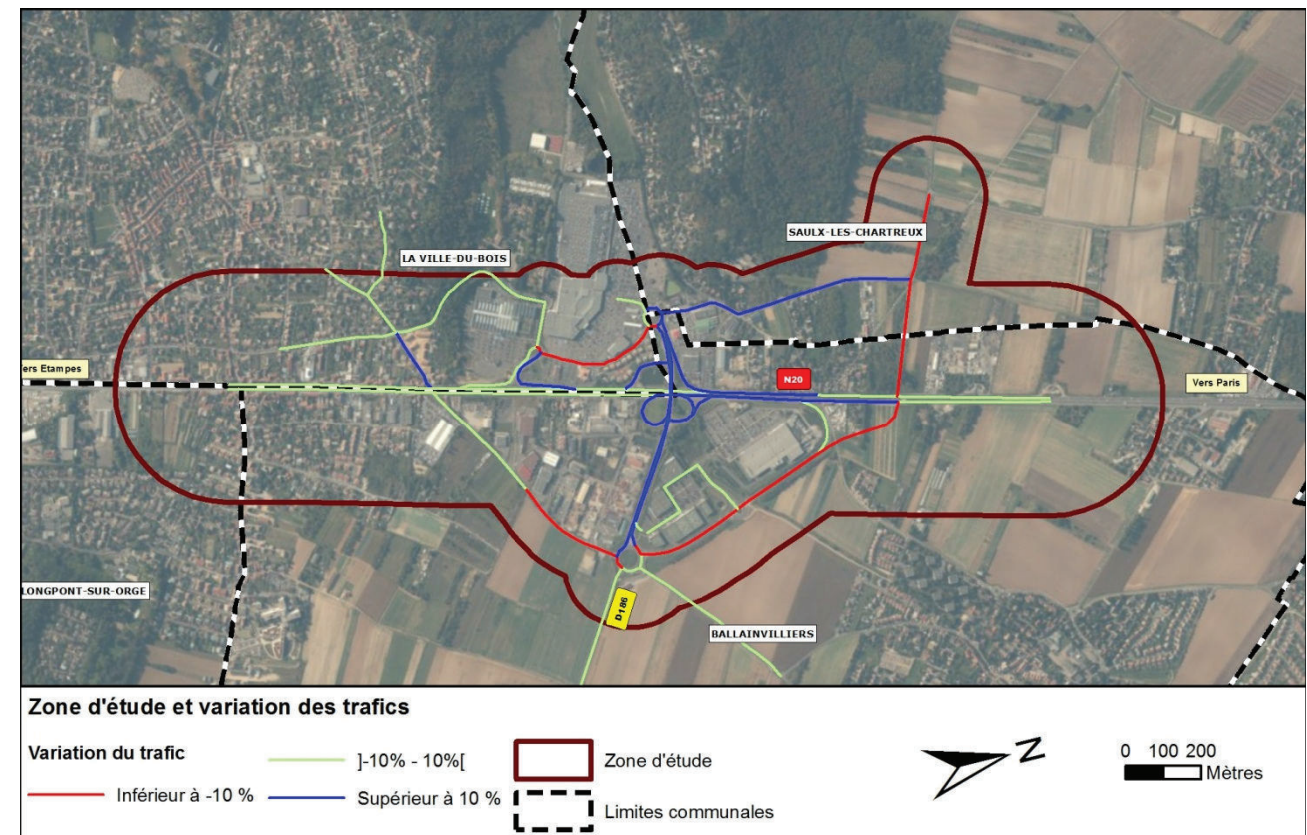 SAULX-LES-CHARTREUX
LA VILLE-DU-BOIS
ers Etampes
N20
Vers Paris
LONGPONT-SUR-ORGE
D186
BALLAINVILLIERS
Zone d'étude et variation des trafics
Variation du trafic
]-10% - 10%[
Zone d'étude
Inférieur à -10 %
Supérieur à 10 %
Limites communales
N
0 100 200
Mètres